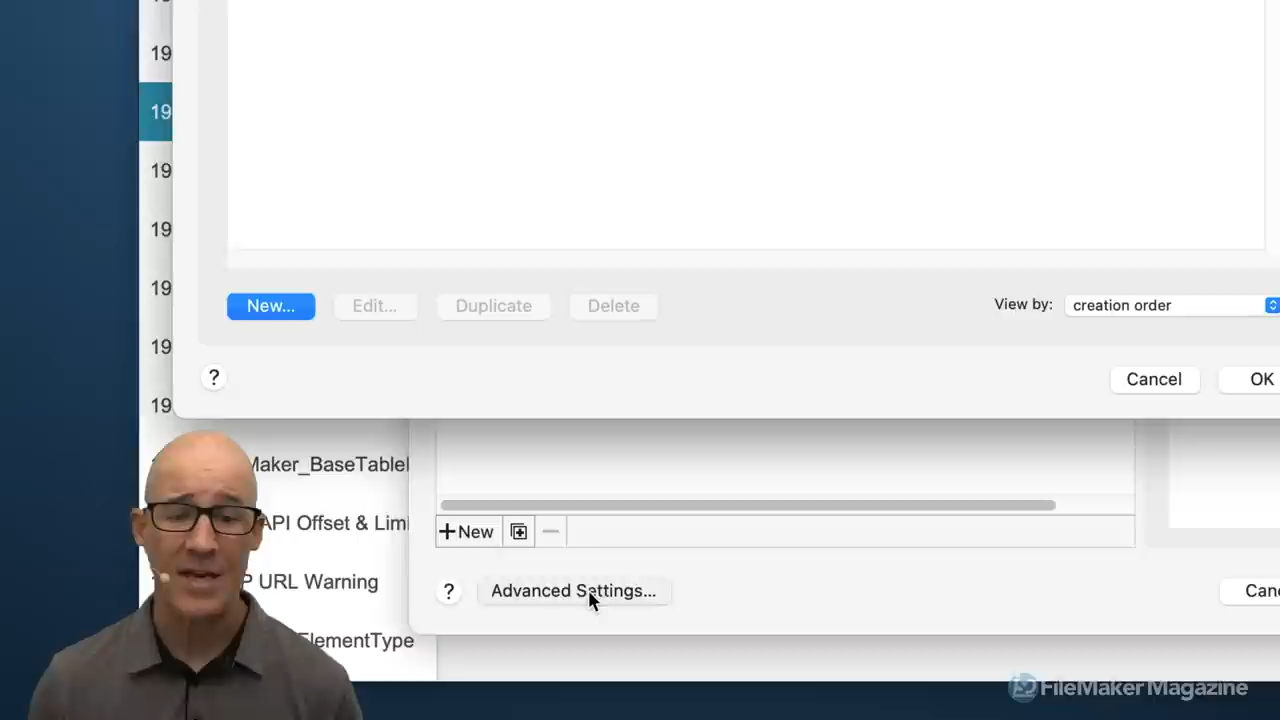 19
19
19
19
19
19
19
New...
Edit...
Duplicate
Delete
View by:
creation order
?
Cancel
OK
Maker_BaseTable
API Offset & Limi
+New
P URL Warning
?
Advanced Settings...
Canc
ElementType
FileMaker Magazine